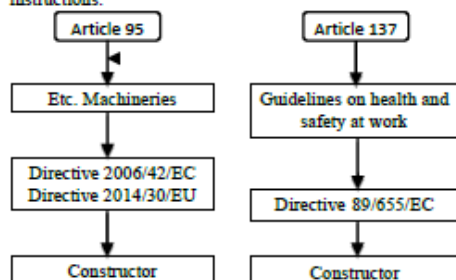 instructions.
Article 95
Etc. Machineries
Directive 2006/42/EC
Directive 2014/30/EU
Constructor
Article 137
Guidelines on health and
safety at work
Directive 89/655/EC
Constructor